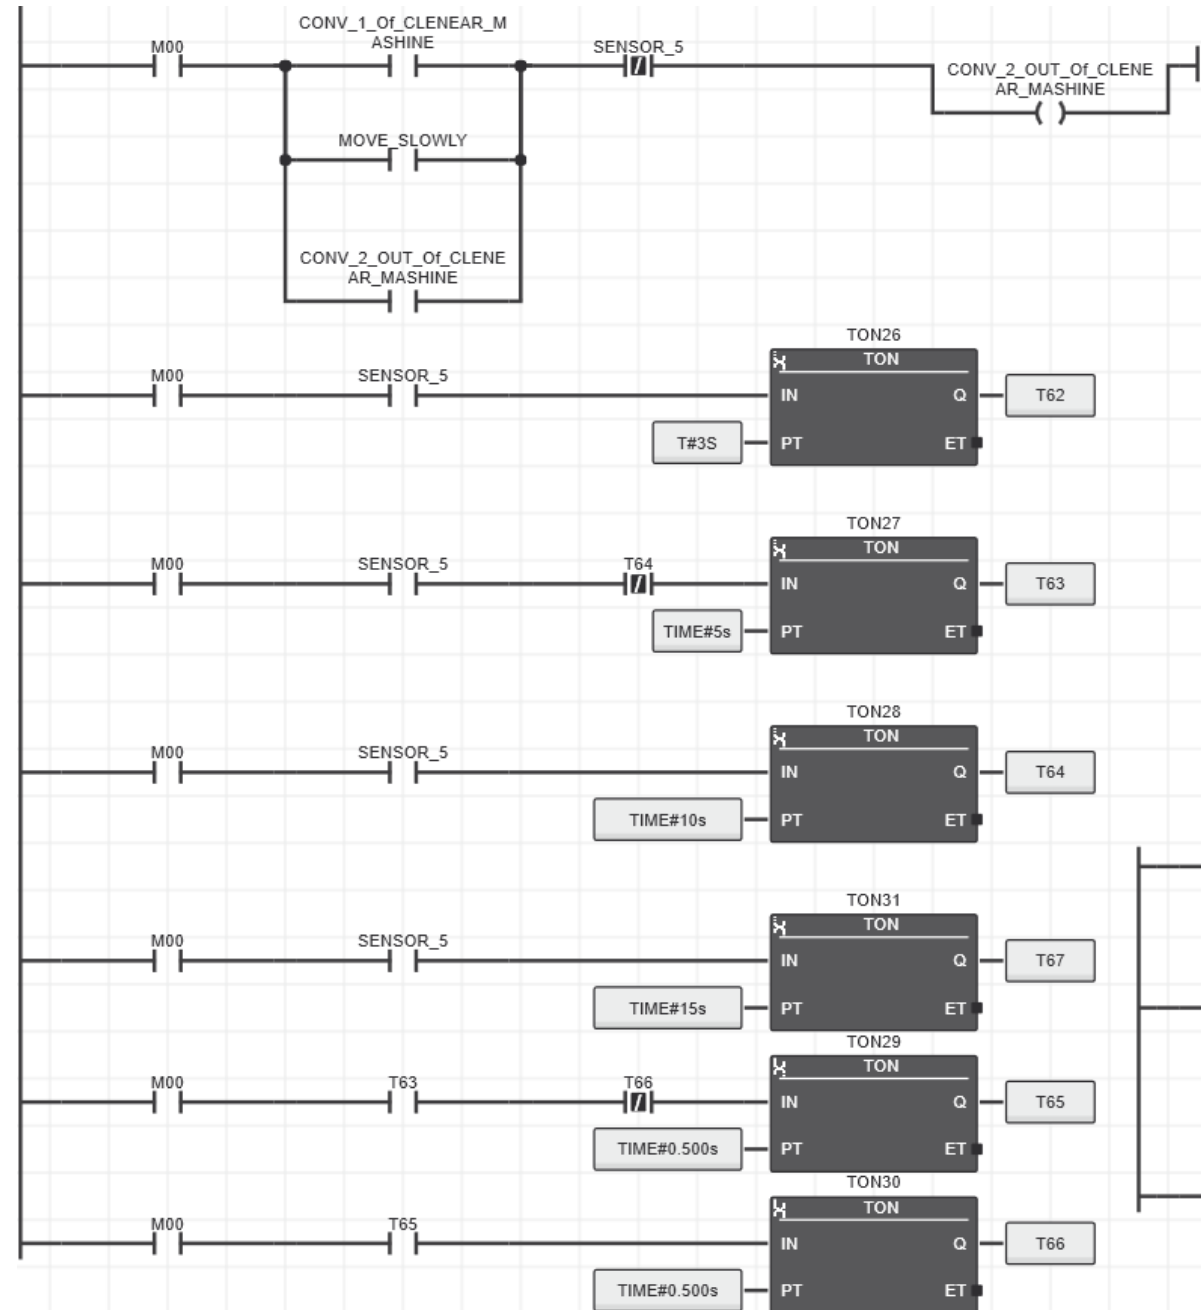 CONV_1_Of_CLENEAR_M
ASHINE
M00
SENSOR_5
CONV_2_OUT_Of_CLENE
AR_MASHINE
MOVE_SLOWLY
CONV_2_OUT_Of_CLENE
AR_MASHINE
TON26
TON
M00
SENSOR_5
IN
Q
T62
T#3S
PT
ET
TON27
TON
M00
SENSOR_5
T64
IN
Q
T63
TIME#5s
PT
ET
TON28
TON
M00
SENSOR_5
IN
Q
T64
TIME#10s
PT
ET
TON31
TON
M00
SENSOR_5
IN
Q
T67
TIME#15s
PT
ET
TON29
TON
M00
T63
T66
IN
Q
T65
TIME#0.500s
PT
ET
TON30
TON
M00
T65
IN
Q
T66
TIME#0.500s
PT
ET